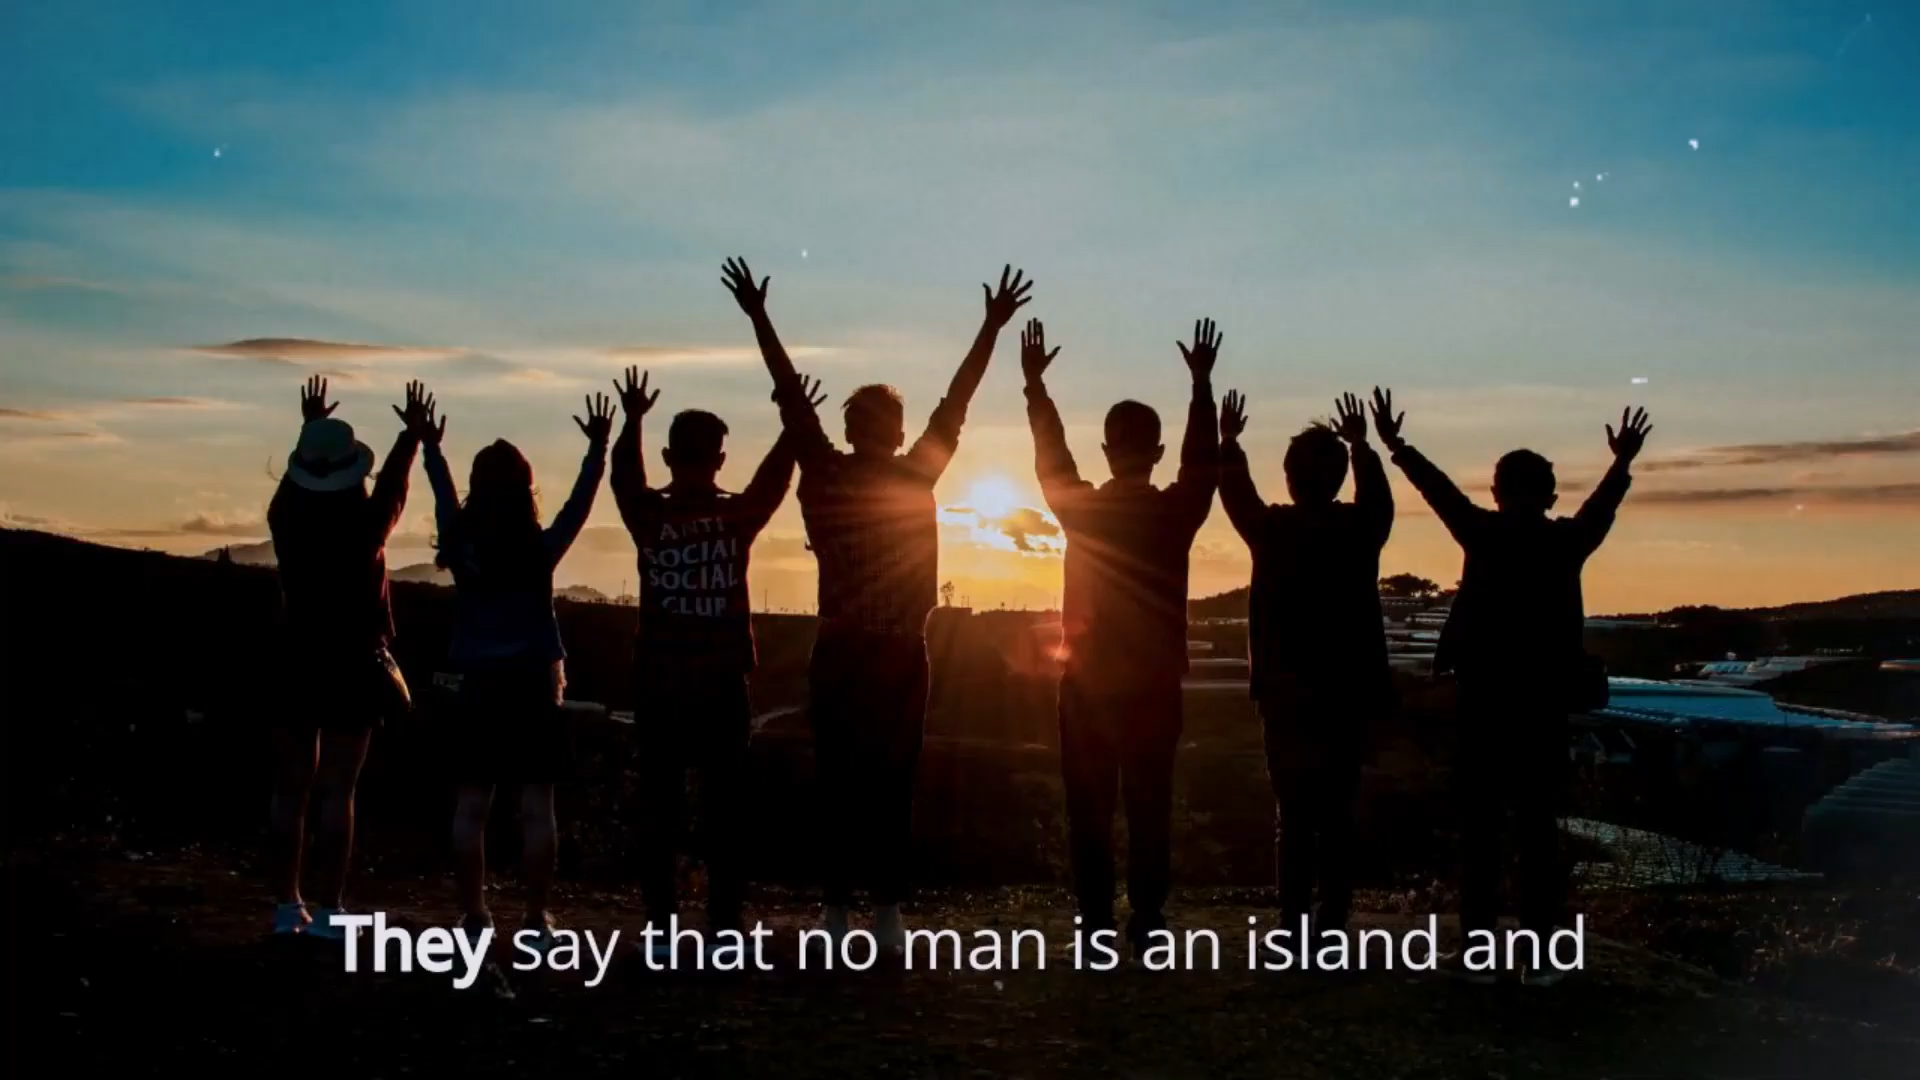 ANTI
SOCIAL
SOCIAL
CLUB
They say that no man is an island and